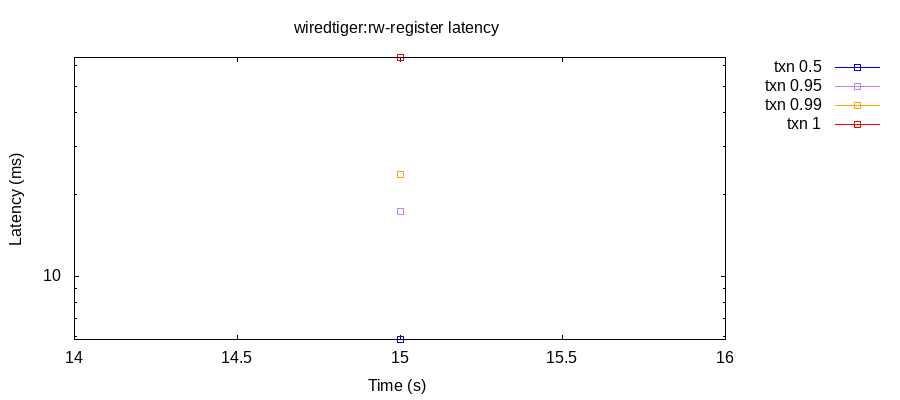 wiredtiger:rw-register latency
txn 0.5
txn 0.95
txn 0.99
txn 1
Latency (ms)
10
14
14.5
15
15.5
16
Time (s)